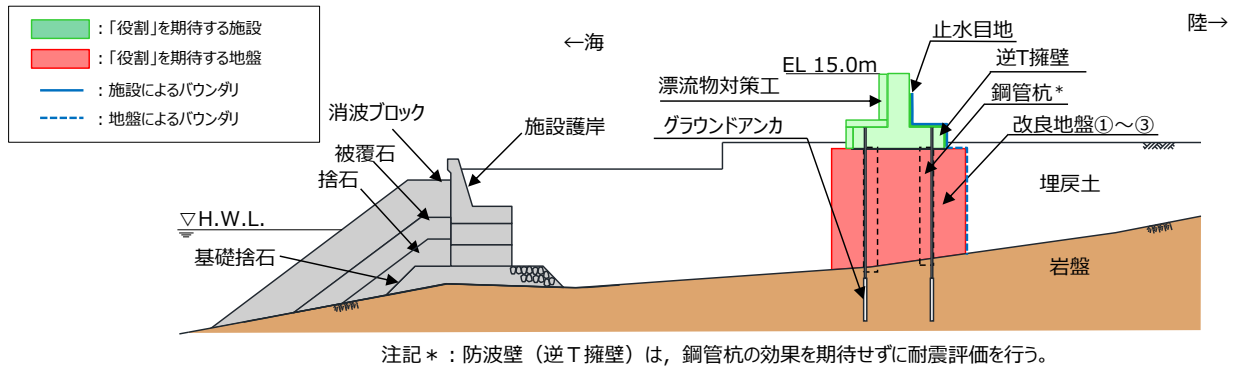 ：「役割」を期待する施設
：「役割」を期待する地盤
：施設によるバウンダリ
：地盤によるバウンダリ
←海
陸→
止水目地
EL 15.0m
逆T擁壁
漂流物対策工
鋼管杭*
消波ブロック
施設護岸
グラウンドアンカ
改良地盤①～③
被覆石
捨石
埋戻土
▽H.W.L.
基礎捨石
岩盤
注記*：防波壁（逆T擁壁）は，鋼管杭の効果を期待せずに耐震評価を行う。